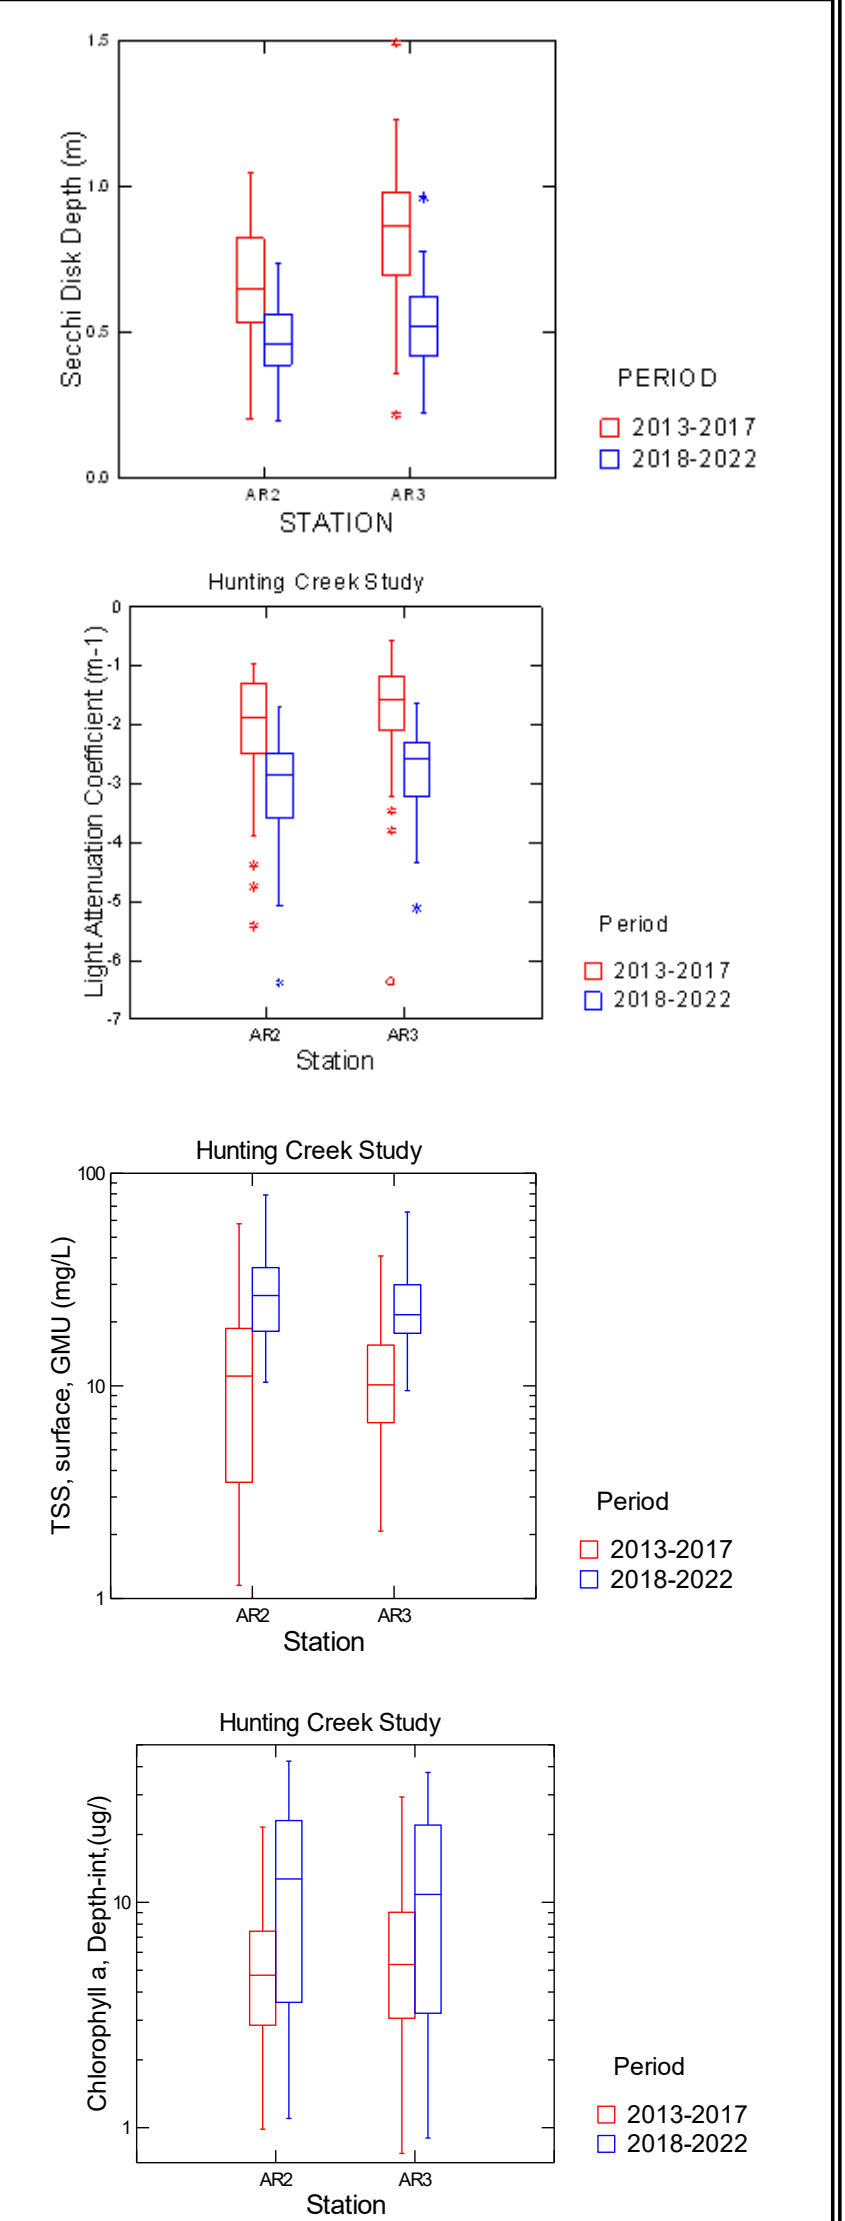 1.5
1.0
0.5
0.0
Secchi Disk Depth (m)
AR2 AR3
STATION
PERIOD
2013-2017
2018-2022
Hunting Creek Study
0
-1
-2
-3
-4
-5
-6
-7
Light Attenuation Coefficient (m-1)
AR2 AR3
Station
Period
2013-2017
2018-2022
Hunting Creek Study
100
10
1
TSS, surface, GMU (mg/L)
AR2 AR3
Station
Period
2013-2017
2018-2022
Hunting Creek Study
10
1
Chlorophyll a, Depth-int,(ug/)
AR2 AR3
Station
Period
2013-2017
2018-2022